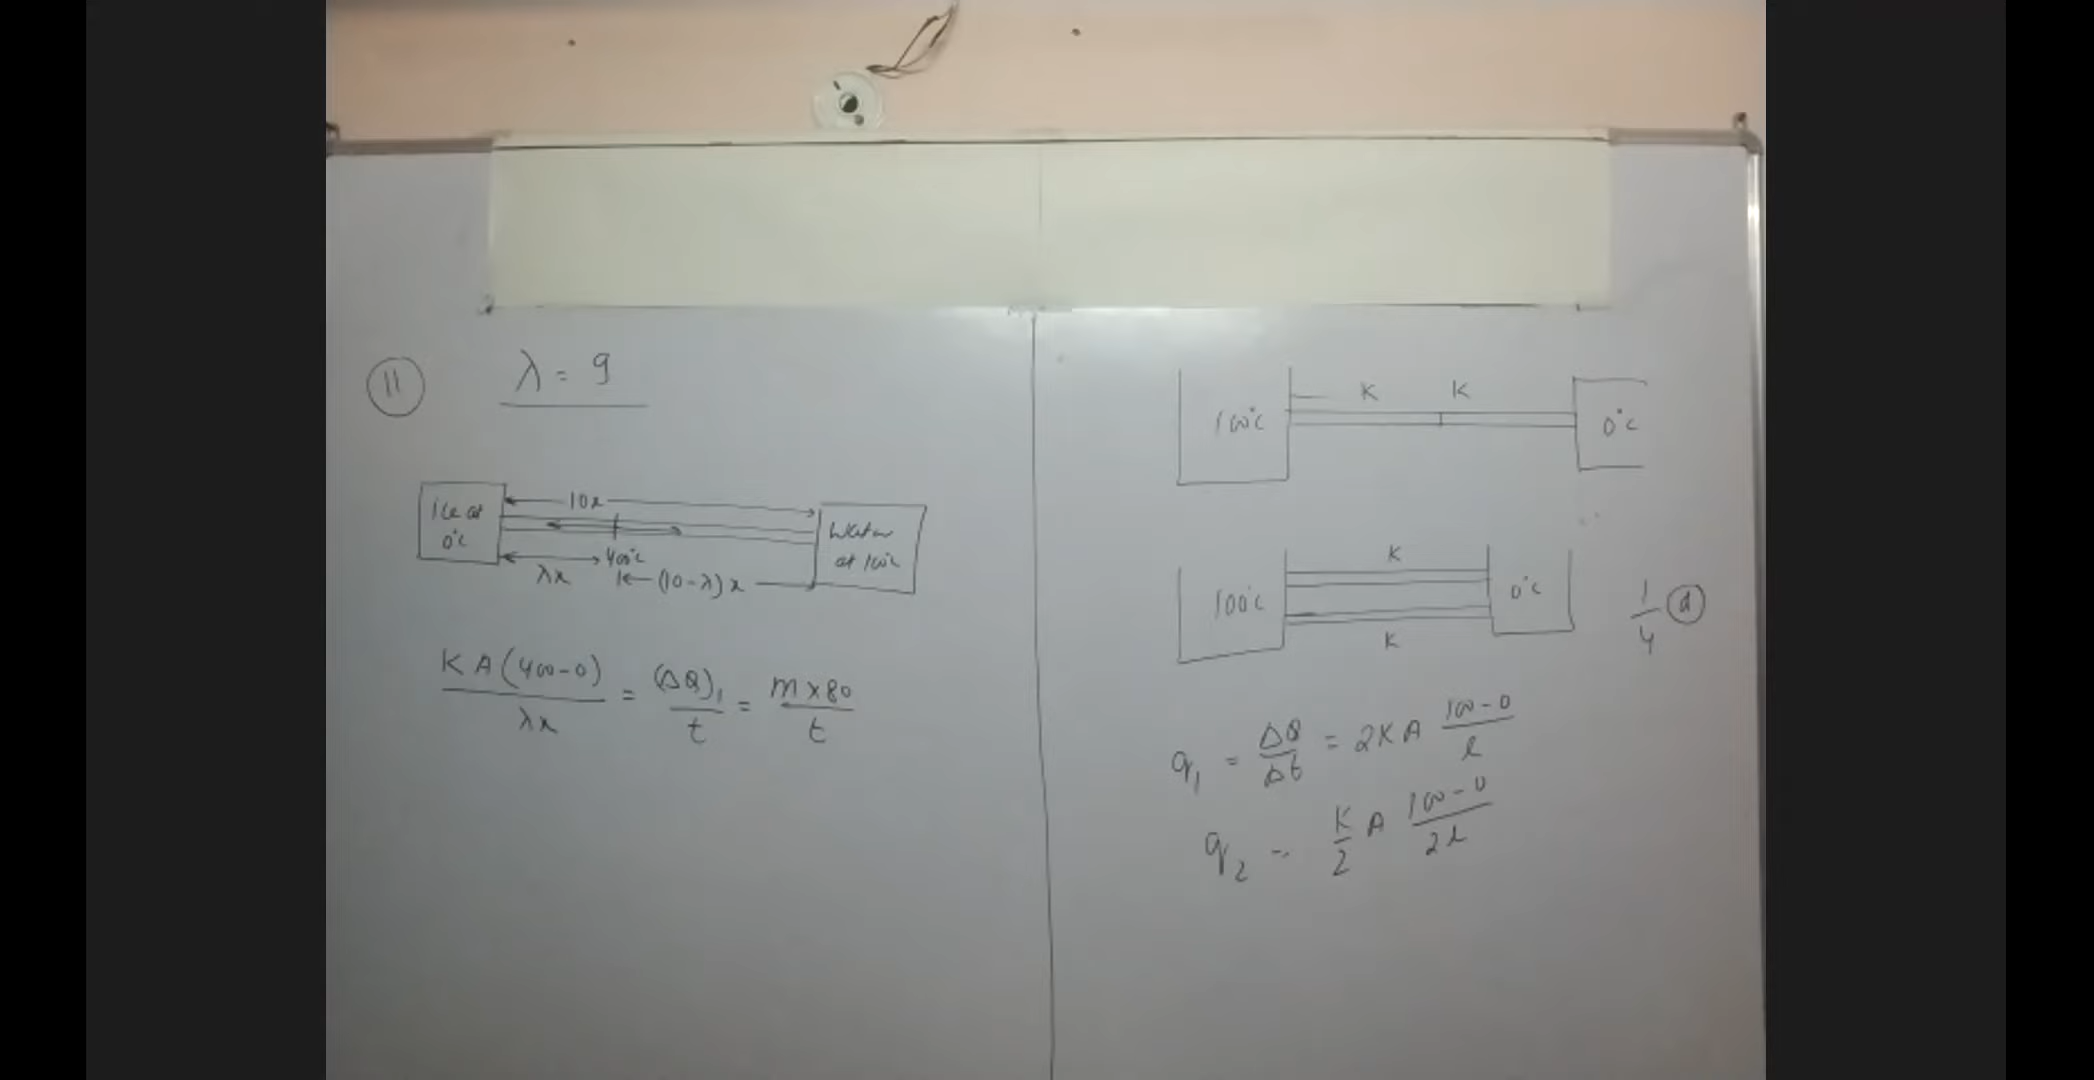 11
λ = 9
Ice at
0°C
10x
400°C
λx
(10-λ)x
Water
at 100°C
KA(400-0)/λx = (ΔQ)₁/t = m×80/t
K K
100°C
0°C
K
100°C
0°C
K
1/4 (d)
q₁ = ΔQ/Δt = 2KA 100-0/l
q₂ = K/2 A 100-0/2l